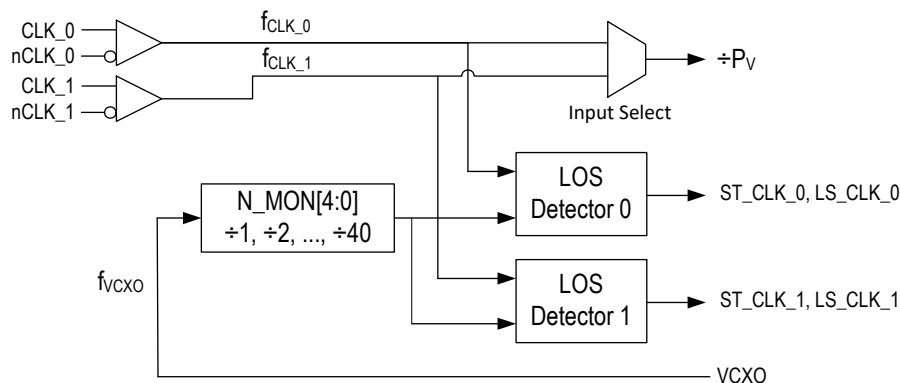 CLK_0
nCLK_0
CLK_1
nCLK_1
fCLK_0
fCLK_1
÷PV
Input Select
N_MON[4:0]
÷1, ÷2, ..., ÷40
LOS
Detector 0
ST_CLK_0, LS_CLK_0
fVCXO
LOS
Detector 1
ST_CLK_1, LS_CLK_1
VCXO